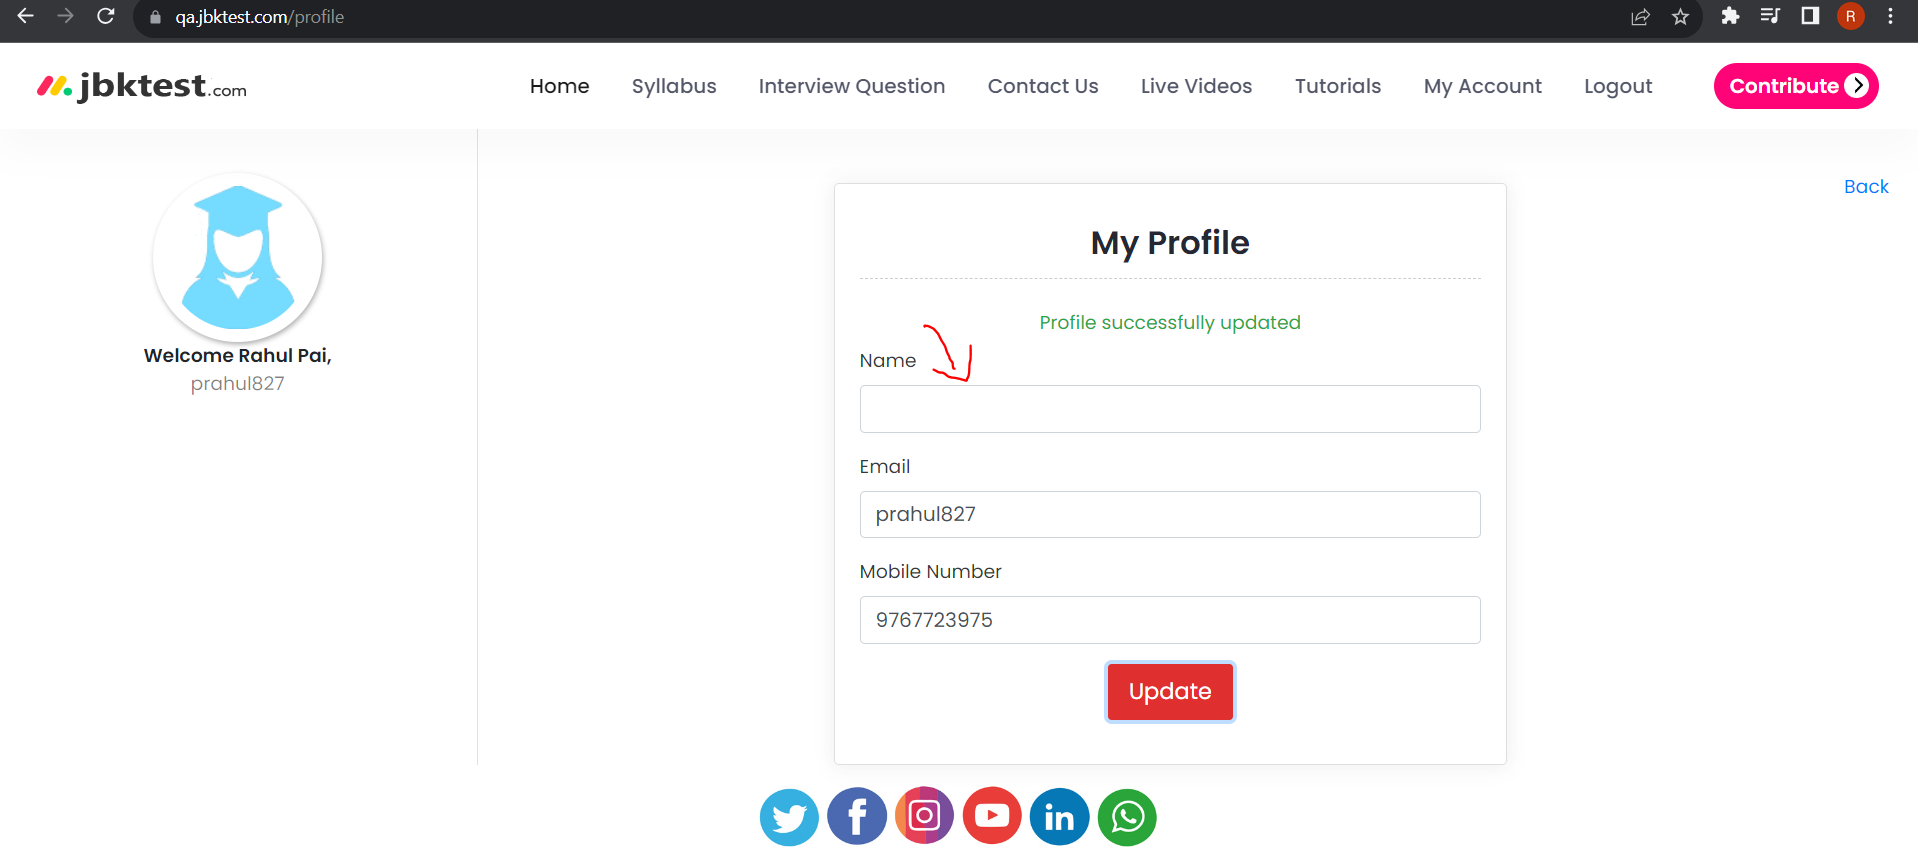 qa.jbktest.com/profile
R
jbktest.com
Home Syllabus Interview Question Contact Us Live Videos Tutorials My Account Logout Contribute
Back
Welcome Rahul Pai,
prahul827
My Profile
Profile successfully updated
Name
Email
prahul827
Mobile Number
9767723975
Update